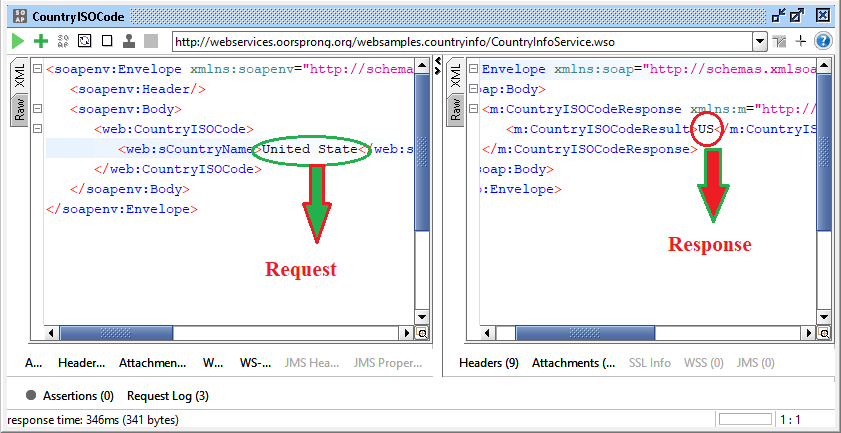 CountryISOCode
http://webservices.oorsprong.org/websamples.countryinfo/CountryInfoService.wso
XML
Raw
<soapenv:Envelope xmlns:soapenv="http://schema
<soapenv:Header/>
<soapenv:Body>
<web:CountryISOCode>
<web:sCountryName>United State</web:s
</web:CountryISOCode>
</soapenv:Body>
</soapenv:Envelope>
Request
XML
Raw
Envelope xmlns:soap="http://schemas.xmlsoa
ap:Body>
<m:CountryISOCodeResponse xmlns:m="http:/
<m:CountryISOCodeResult>US</m:CountryIS
</m:CountryISOCodeResponse>
p:Body>
:Envelope>
Response
A... Header... Attachmen... W... WS-... JMS Hea... JMS Proper...
Headers (9) Attachments (... SSL Info WSS (0) JMS (0)
Assertions (0) Request Log (3)
response time: 346ms (341 bytes) 1 : 1